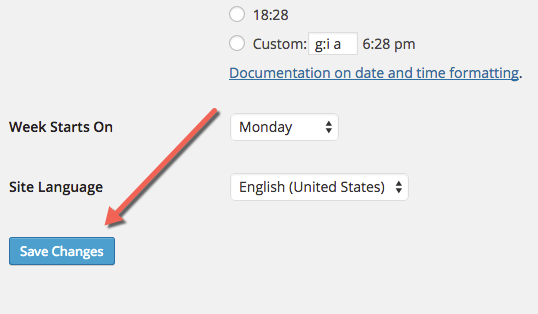 18:28
Custom: g:i a 6:28 pm
Documentation on date and time formatting.
Week Starts On Monday
Site Language English (United States)
Save Changes